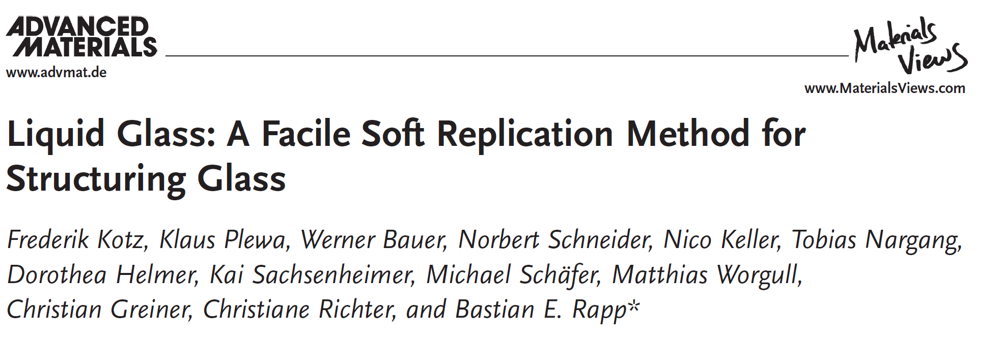 ADVANCED
MATERIALS
www.advmat.de
Materials
Views
www.MaterialsViews.com
Liquid Glass: A Facile Soft Replication Method for
Structuring Glass
Frederik Kotz, Klaus Plewa, Werner Bauer, Norbert Schneider, Nico Keller, Tobias Nargang,
Dorothea Helmer, Kai Sachsenheimer, Michael Schäfer, Matthias Worgull,
Christian Greiner, Christiane Richter, and Bastian E. Rapp*